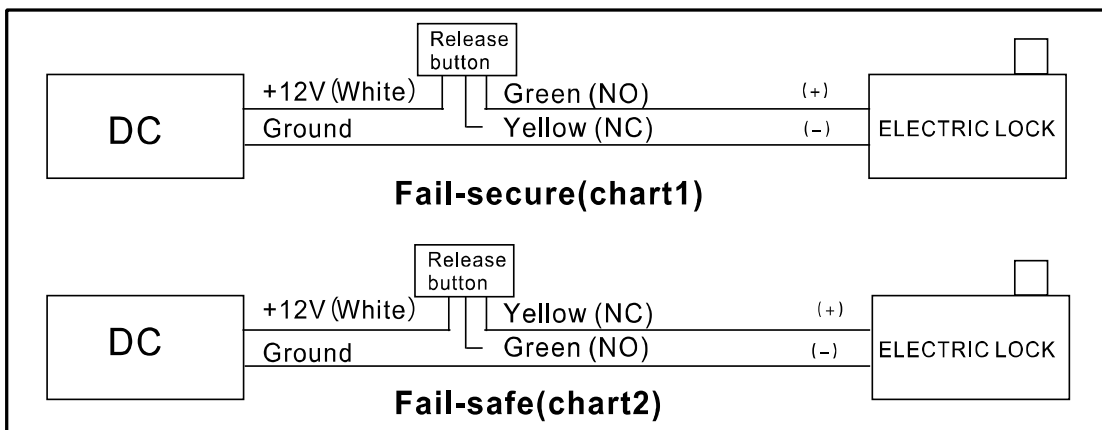 Release
button
+12V(White)
Green (NO)
(+)
DC
Ground
Yellow (NC)
(-)
ELECTRIC LOCK
Fail-secure(chart1)
Release
button
+12V(White)
Yellow (NC)
(+)
DC
Ground
Green (NO)
(-)
ELECTRIC LOCK
Fail-safe(chart2)